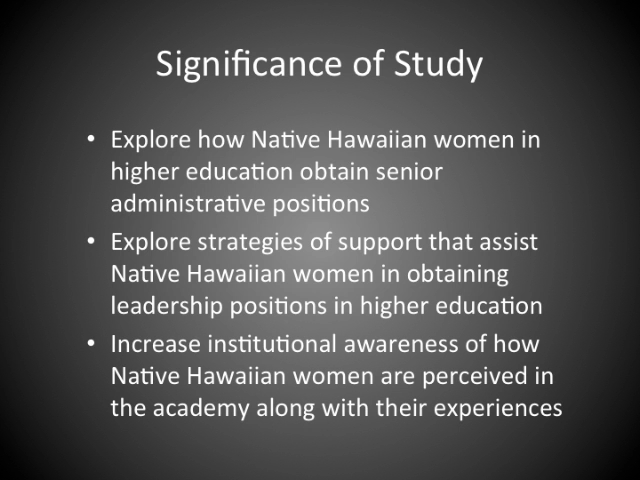 Significance of Study
• Explore how Native Hawaiian women in
higher education obtain senior
administrative positions
• Explore strategies of support that assist
Native Hawaiian women in obtaining
leadership positions in higher education
• Increase institutional awareness of how
Native Hawaiian women are perceived in
the academy along with their experiences